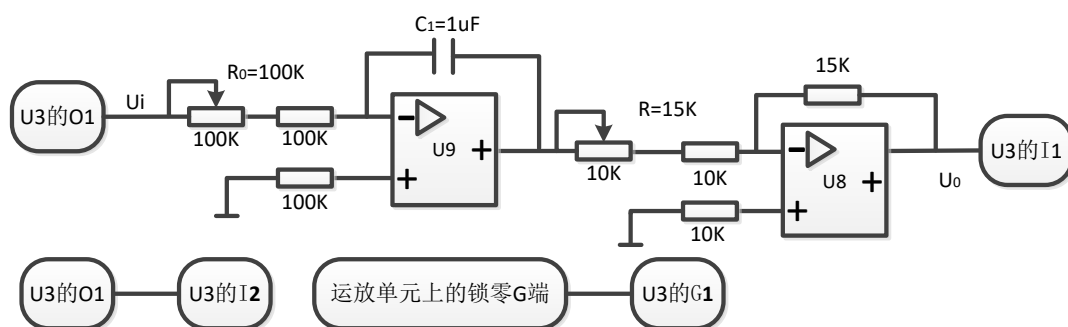 C₁=1uF
R₀=100K
15K
U3的O1
Ui
100K
100K
U9
R=15K
10K
10K
U8
U₀
U3的I1
100K
10K
U3的O1
U3的I2
运放单元上的锁零G端
U3的G1